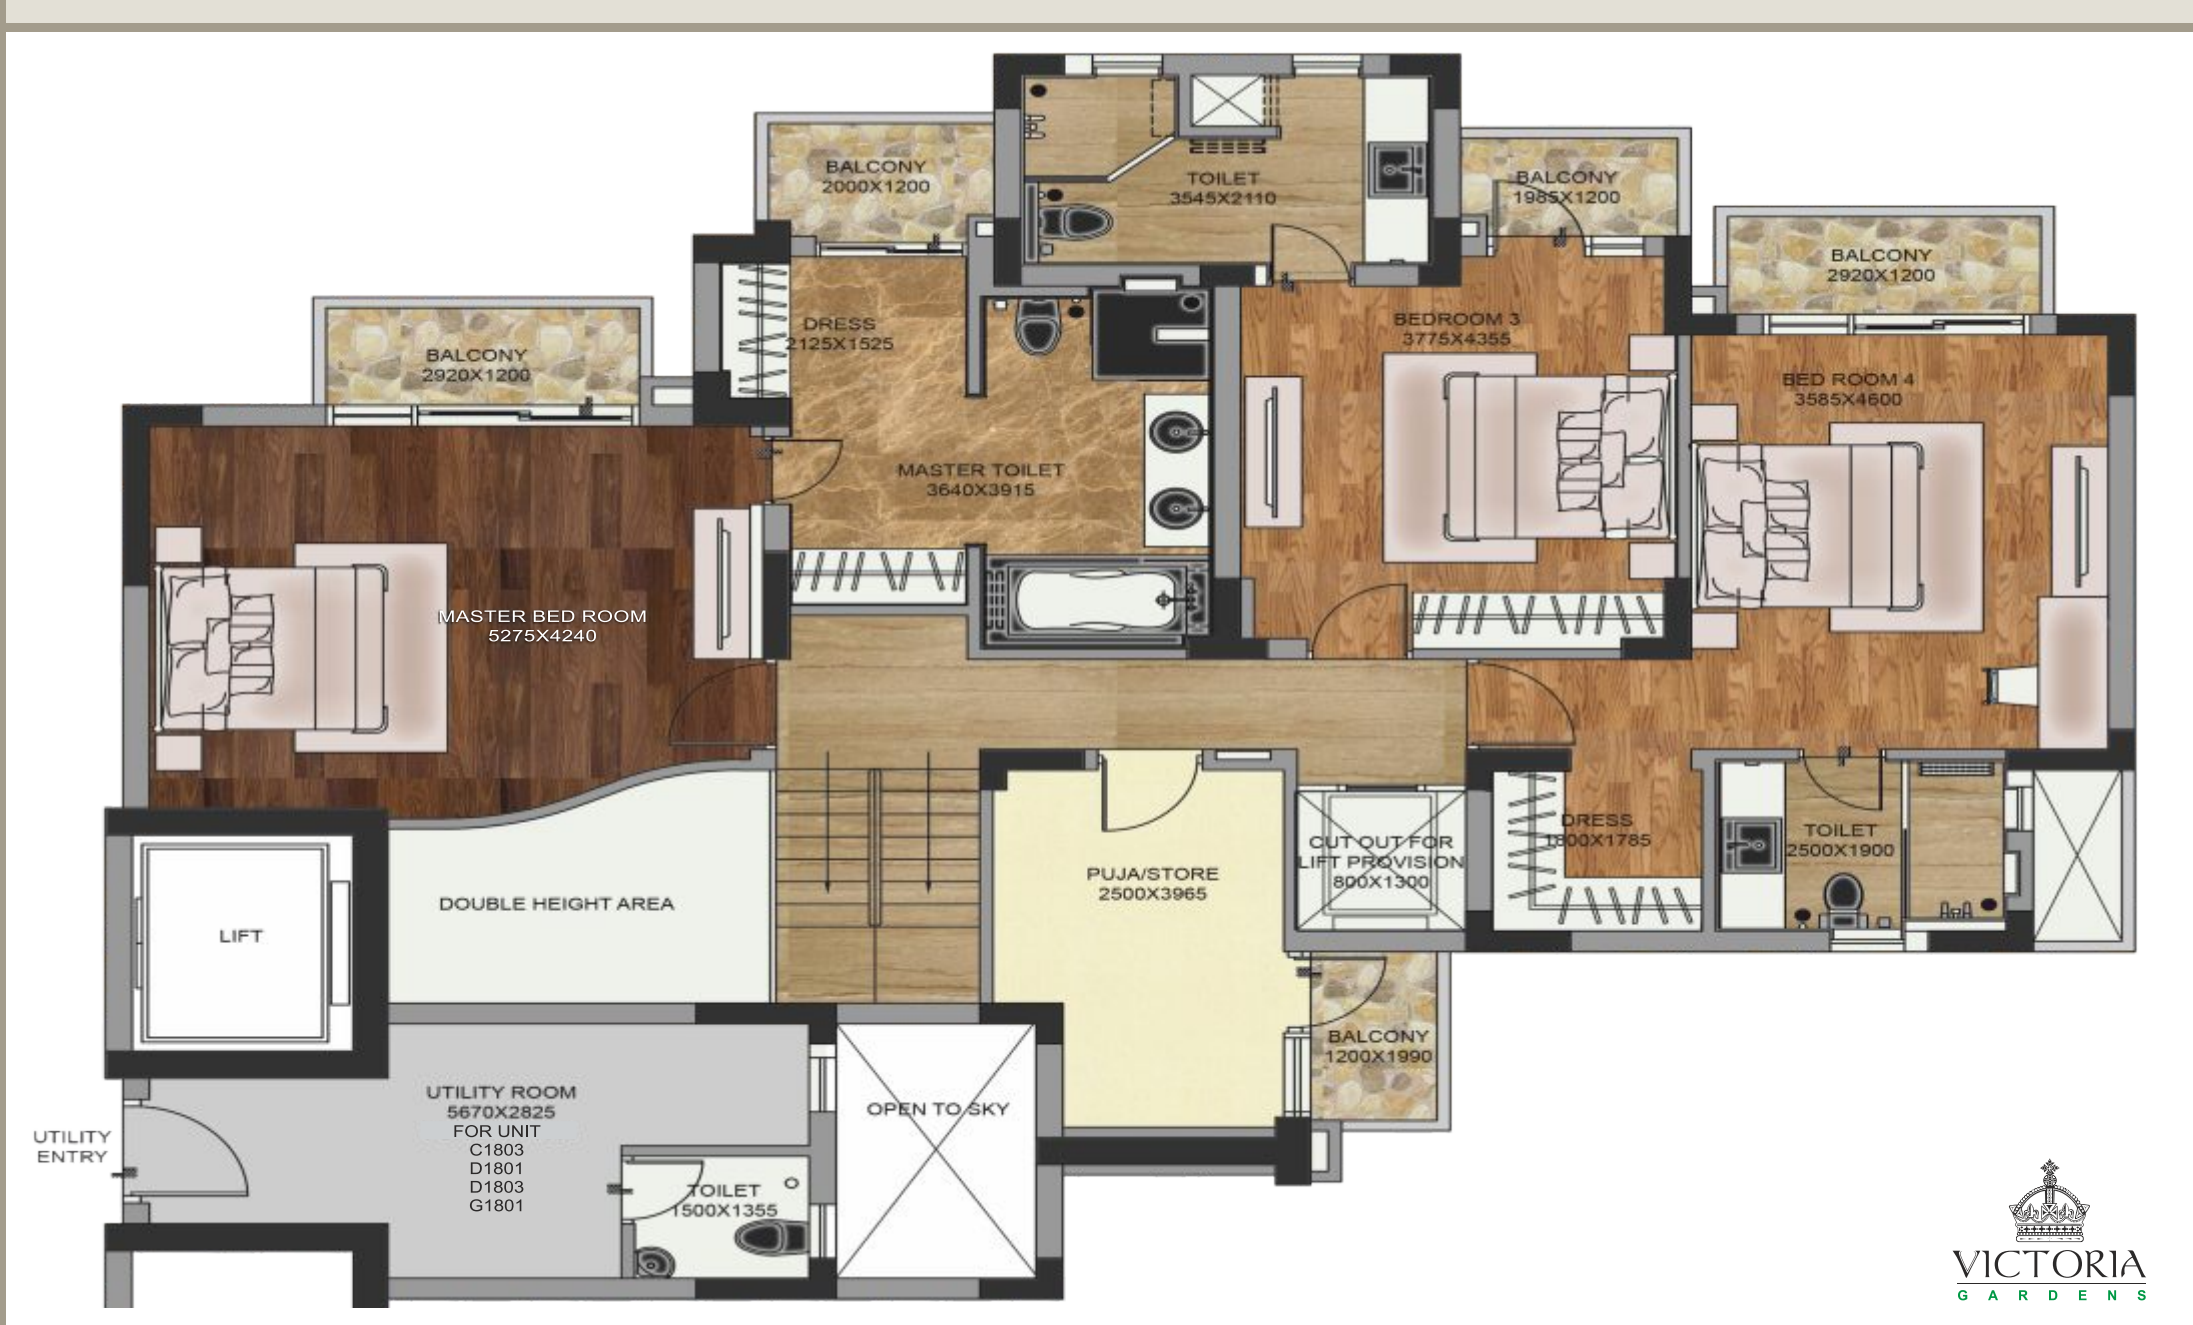 BALCONY
2000X1200
TOILET
3545X2110
BALCONY
1985X1200
BALCONY
2920X1200
DRESS
2125X1525
BEDROOM 3
3775X4355
BALCONY
2920X1200
BED ROOM 4
3585X4600
MASTER TOILET
3640X3915
MASTER BED ROOM
5275X4240
DRESS
1800X1785
TOILET
2500X1900
CUT OUT FOR
LIFT PROVISION
800X1300
PUJA/STORE
2500X3965
DOUBLE HEIGHT AREA
LIFT
BALCONY
1200X1990
UTILITY ROOM
5670X2825
FOR UNIT
C1803
D1801
D1803
G1801
OPEN TO SKY
UTILITY
ENTRY
TOILET
1500X1355
VICTORIA
GARDENS